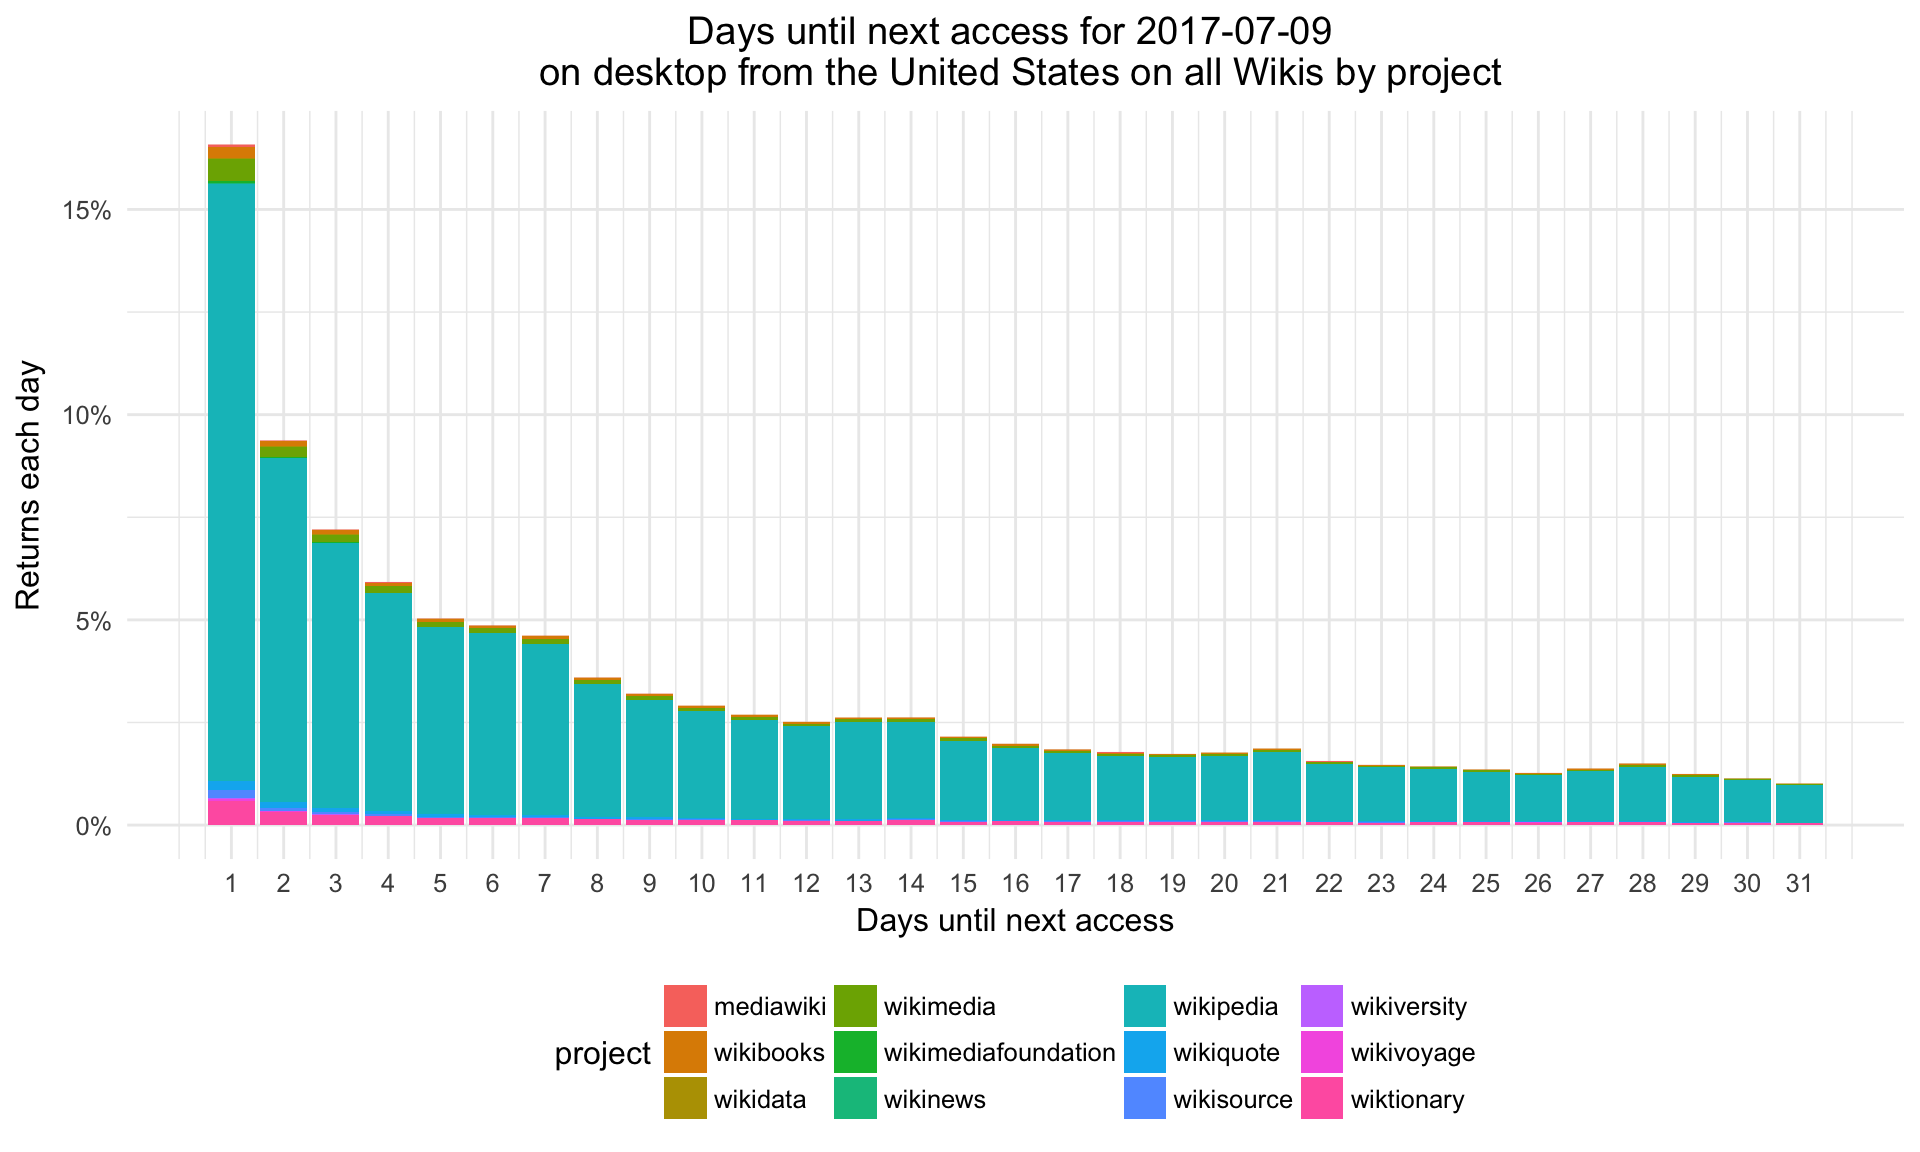 Days until next access for 2017-07-09
on desktop from the United States on all Wikis by project
Returns each day
15%
10%
5%
0%
1 2 3 4 5 6 7 8 9 10 11 12 13 14 15 16 17 18 19 20 21 22 23 24 25 26 27 28 29 30 31
Days until next access
project
mediawiki wikimedia wikipedia wikiversity
wikibooks wikimediafoundation wikiquote wikivoyage
wikidata wikinews wikisource wiktionary